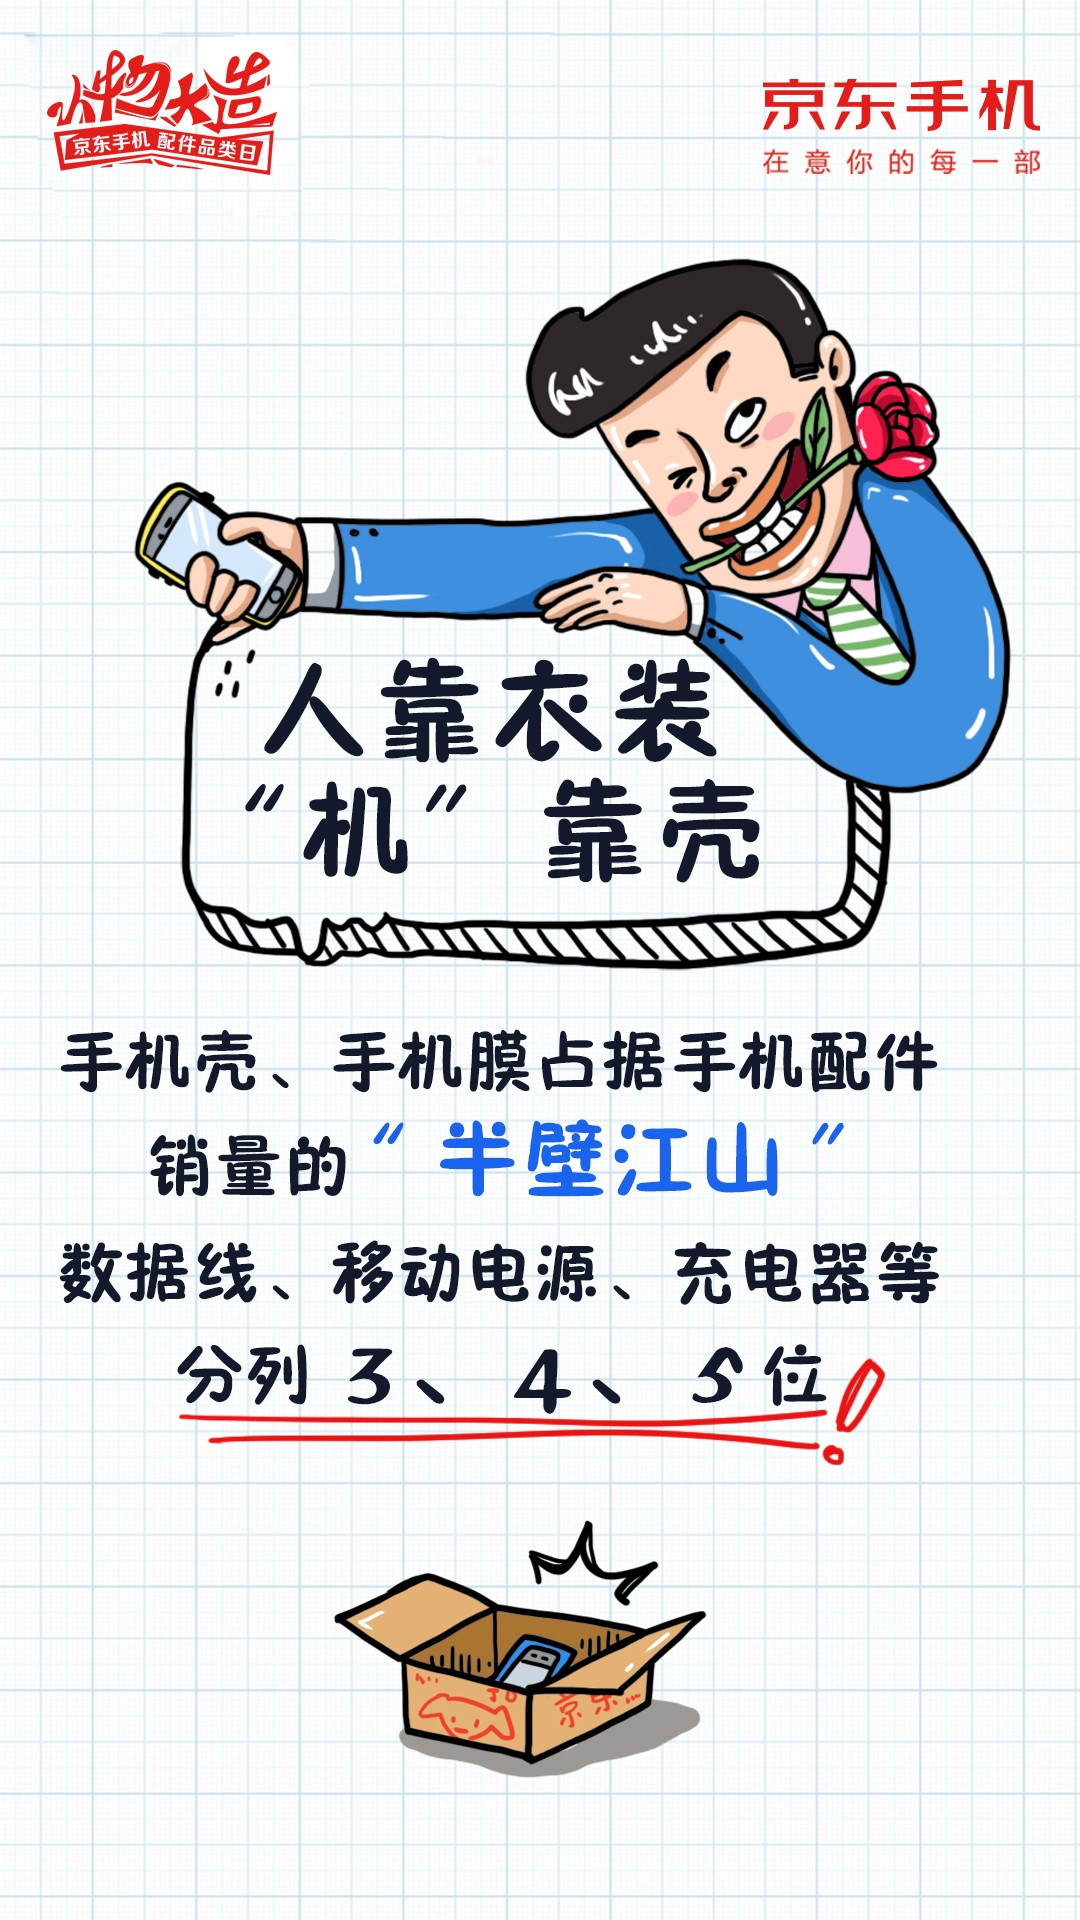 件物大造
京东手机 配件品类日
京东手机
在意你的每一部
人靠衣装
“机”靠壳
手机壳、手机膜占据手机配件
销量的“半壁江山”
数据线、移动电源、充电器等
分列 3、4、5 位!
京东